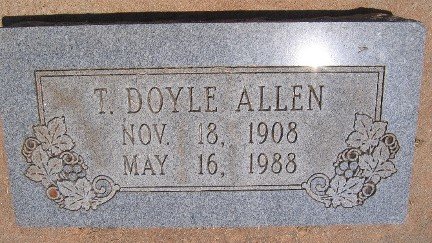 T. DOYLE ALLEN
NOV. 18, 1908
MAY 16, 1988